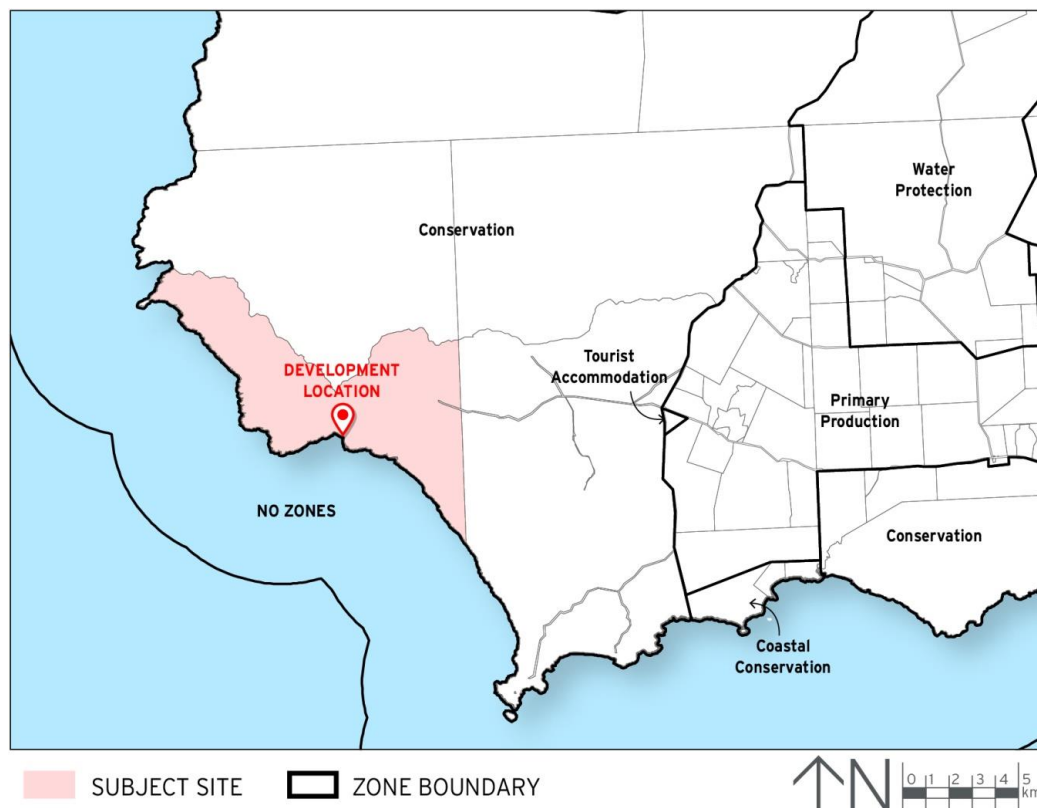 Water
Protection
Conservation
Tourist
Accommodation
DEVELOPMENT
LOCATION
Primary
Production
NO ZONES
Conservation
Coastal
Conservation
SUBJECT SITE
ZONE BOUNDARY
N
0 1 2 3 4 5
km